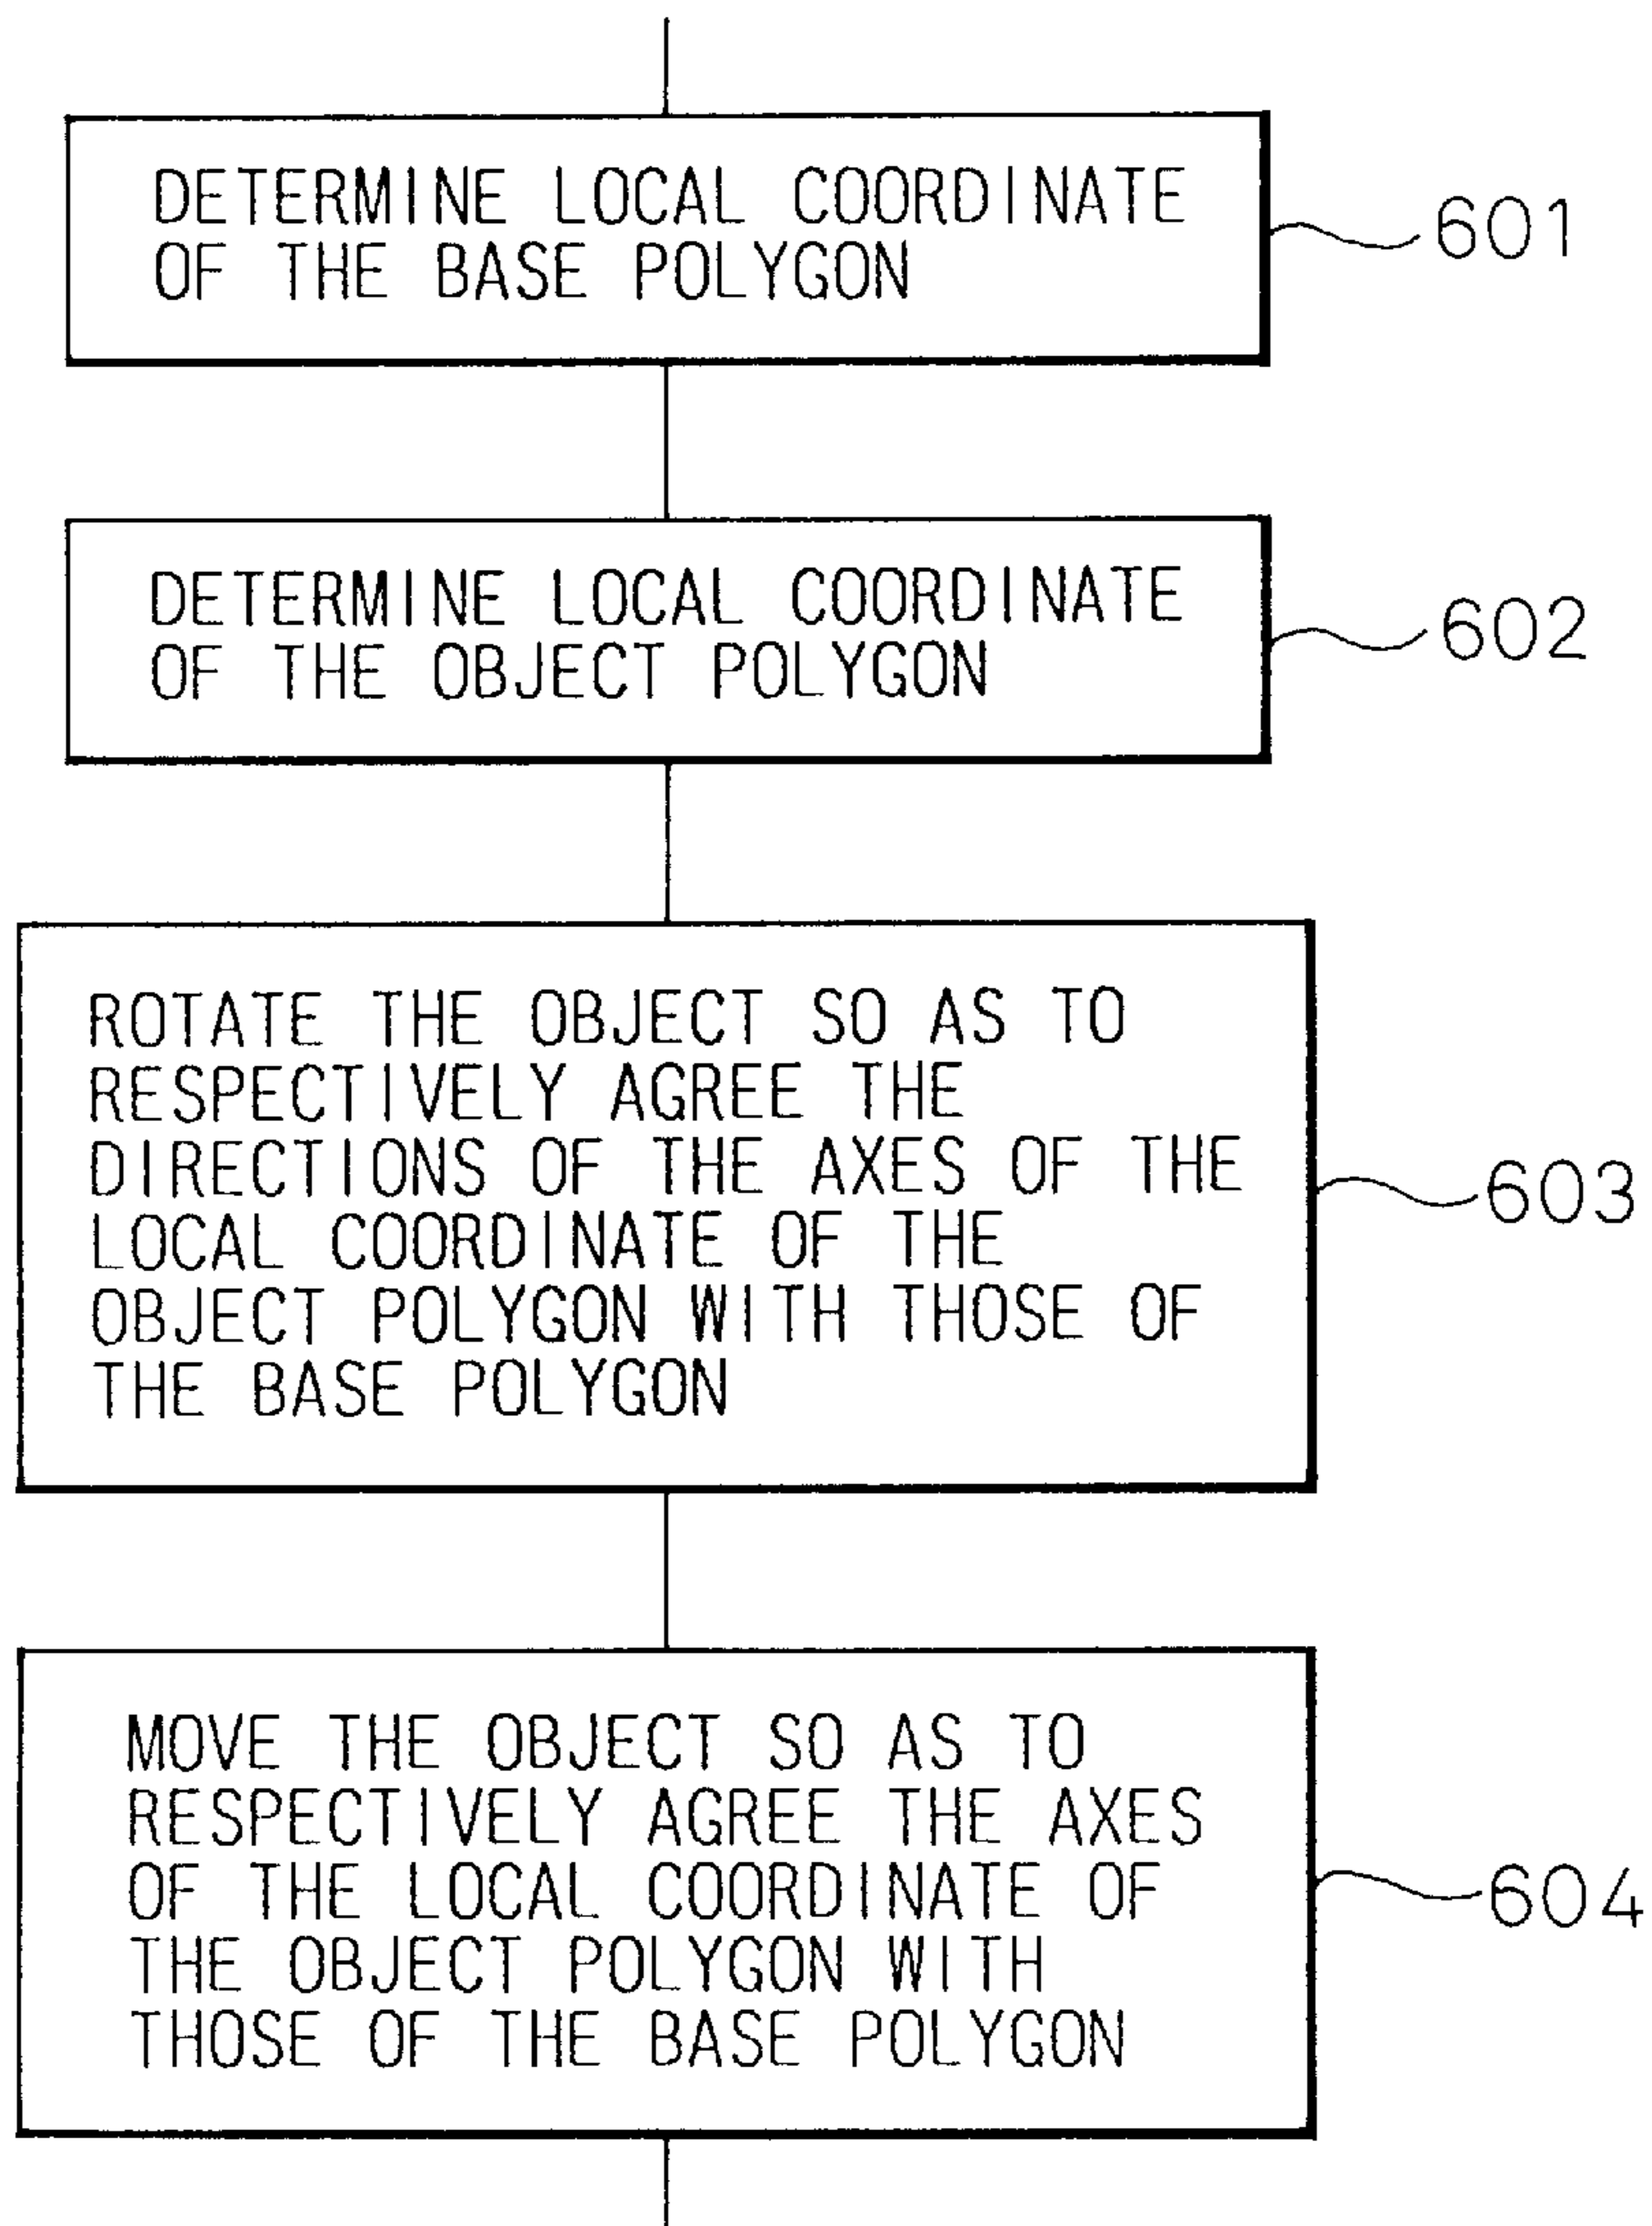 DETERMINE LOCAL COORDINATE
OF THE BASE POLYGON
601
DETERMINE LOCAL COORDINATE
OF THE OBJECT POLYGON
602
ROTATE THE OBJECT SO AS TO
RESPECTIVELY AGREE THE
DIRECTIONS OF THE AXES OF THE
LOCAL COORDINATE OF THE
OBJECT POLYGON WITH THOSE OF
THE BASE POLYGON
603
MOVE THE OBJECT SO AS TO
RESPECTIVELY AGREE THE AXES
OF THE LOCAL COORDINATE OF
THE OBJECT POLYGON WITH
THOSE OF THE BASE POLYGON
604